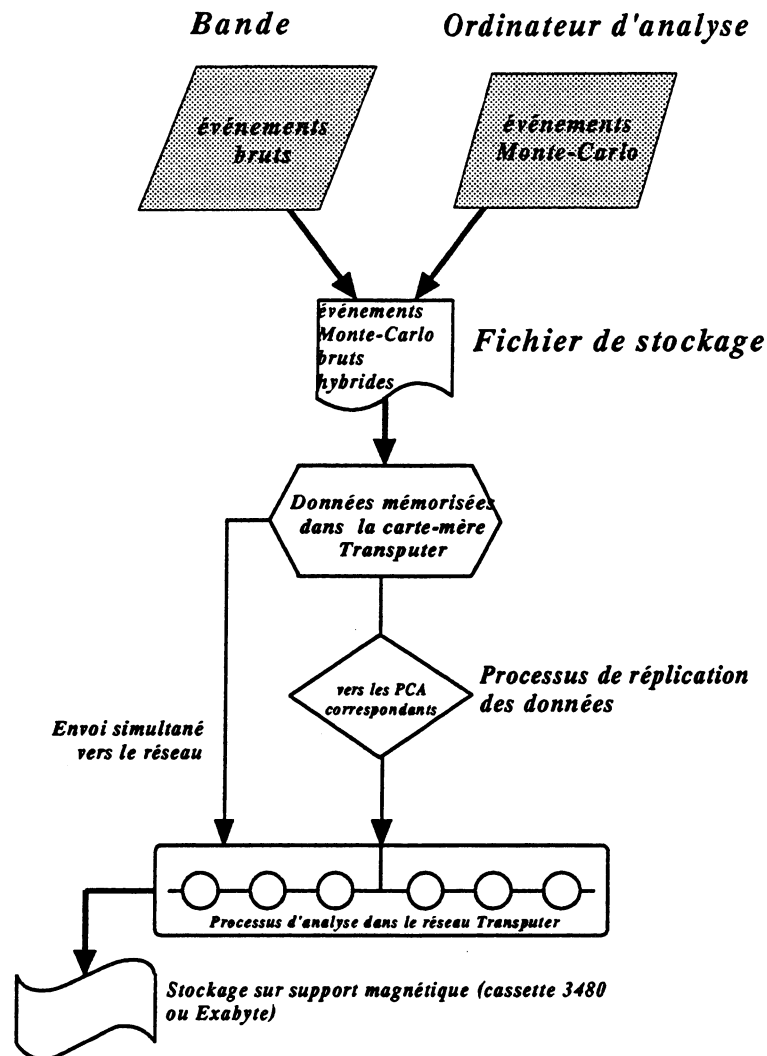 Bande
Ordinateur d'analyse
événements
bruts
événements
Monte-Carlo
événements
Monte-Carlo
bruts
hybrides
Fichier de stockage
Données mémorisées
dans la carte-mère
Transputer
vers les PCA
correspondants
Processus de réplication
des données
Envoi simultané
vers le réseau
Processus d'analyse dans le réseau Transputer
Stockage sur support magnétique (cassette 3480
ou Exabyte)